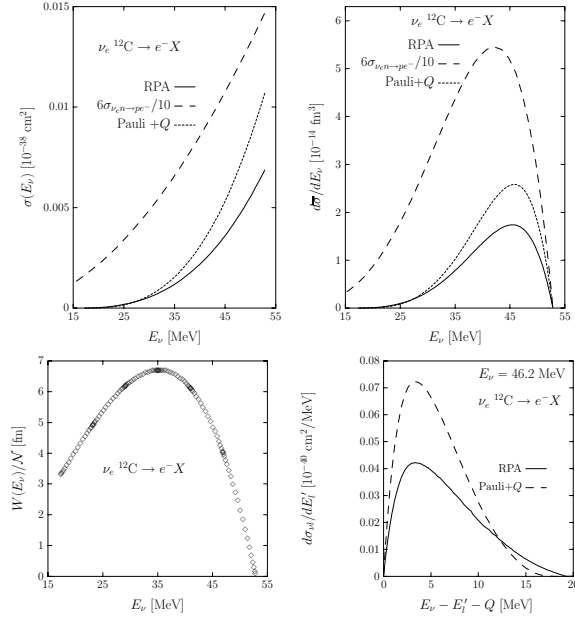 0.015
0.01
0.005
0
15 25 35 45 55
σ(E_ν) [10⁻³⁸ cm²]
E_ν [MeV]
ν_e ¹²C → e⁻X
RPA
6σ_{ν_e n→pe⁻}/10
Pauli +Q
6
5
4
3
2
1
0
15 25 35 45 55
dσ̄/dE_ν [10⁻¹⁴ fm³]
E_ν [MeV]
ν_e ¹²C → e⁻X
RPA
6σ_{ν_e n→pe⁻}/10
Pauli+Q
7
6
5
4
3
2
1
0
15 25 35 45 55
W(E_ν)/𝒩 [fm]
E_ν [MeV]
ν_e ¹²C → e⁻X
0.08
0.07
0.06
0.05
0.04
0.03
0.02
0.01
0
0 5 10 15 20
dσ_{νl}/dE′_l [10⁻⁴⁰ cm²/MeV]
E_ν − E′_l − Q [MeV]
E_ν = 46.2 MeV
ν_e ¹²C → e⁻X
RPA
Pauli+Q